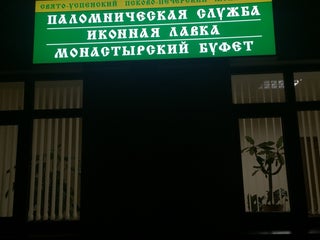 СВЯТО-УСПЕНСКИЙ ПСКОВО-ПЕЧЕРСКИЙ
ПАЛОМНИЧЕСКАЯ СЛУЖБА
ИКОННАЯ ЛАВКА
МОНАСТЫРСКИЙ БУФЕТ